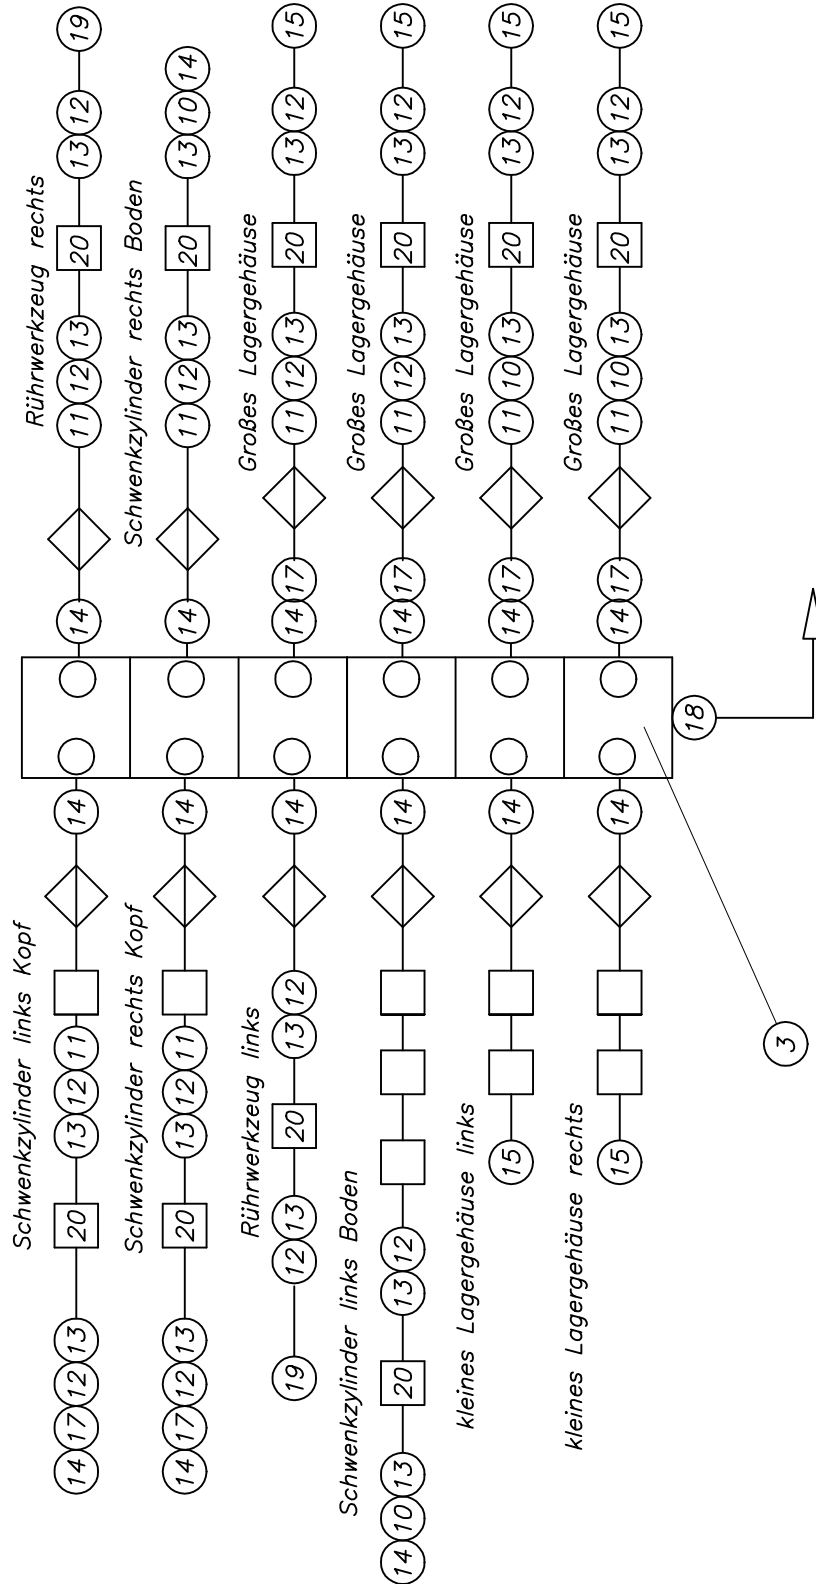 Schwenkzylinder links Kopf Rührwerkzeug rechts
14 17 12 13 20 13 12 11 14 14 11 12 13 20 13 12 19
Schwenkzylinder rechts Kopf Schwenkzylinder rechts Boden
14 17 12 13 20 13 12 11 14 14 11 12 13 20 13 10 14
Rührwerkzeug links Großes Lagergehäuse
19 12 13 20 13 12 14 14 17 11 12 13 20 13 12 15
Schwenkzylinder links Boden Großes Lagergehäuse
14 10 13 20 13 12 14 14 17 11 12 13 20 13 12 15
kleines Lagergehäuse links Großes Lagergehäuse
15 14 14 17 11 10 13 20 13 12 15
kleines Lagergehäuse rechts Großes Lagergehäuse
15 14 14 17 11 10 13 20 13 12 15
18
3